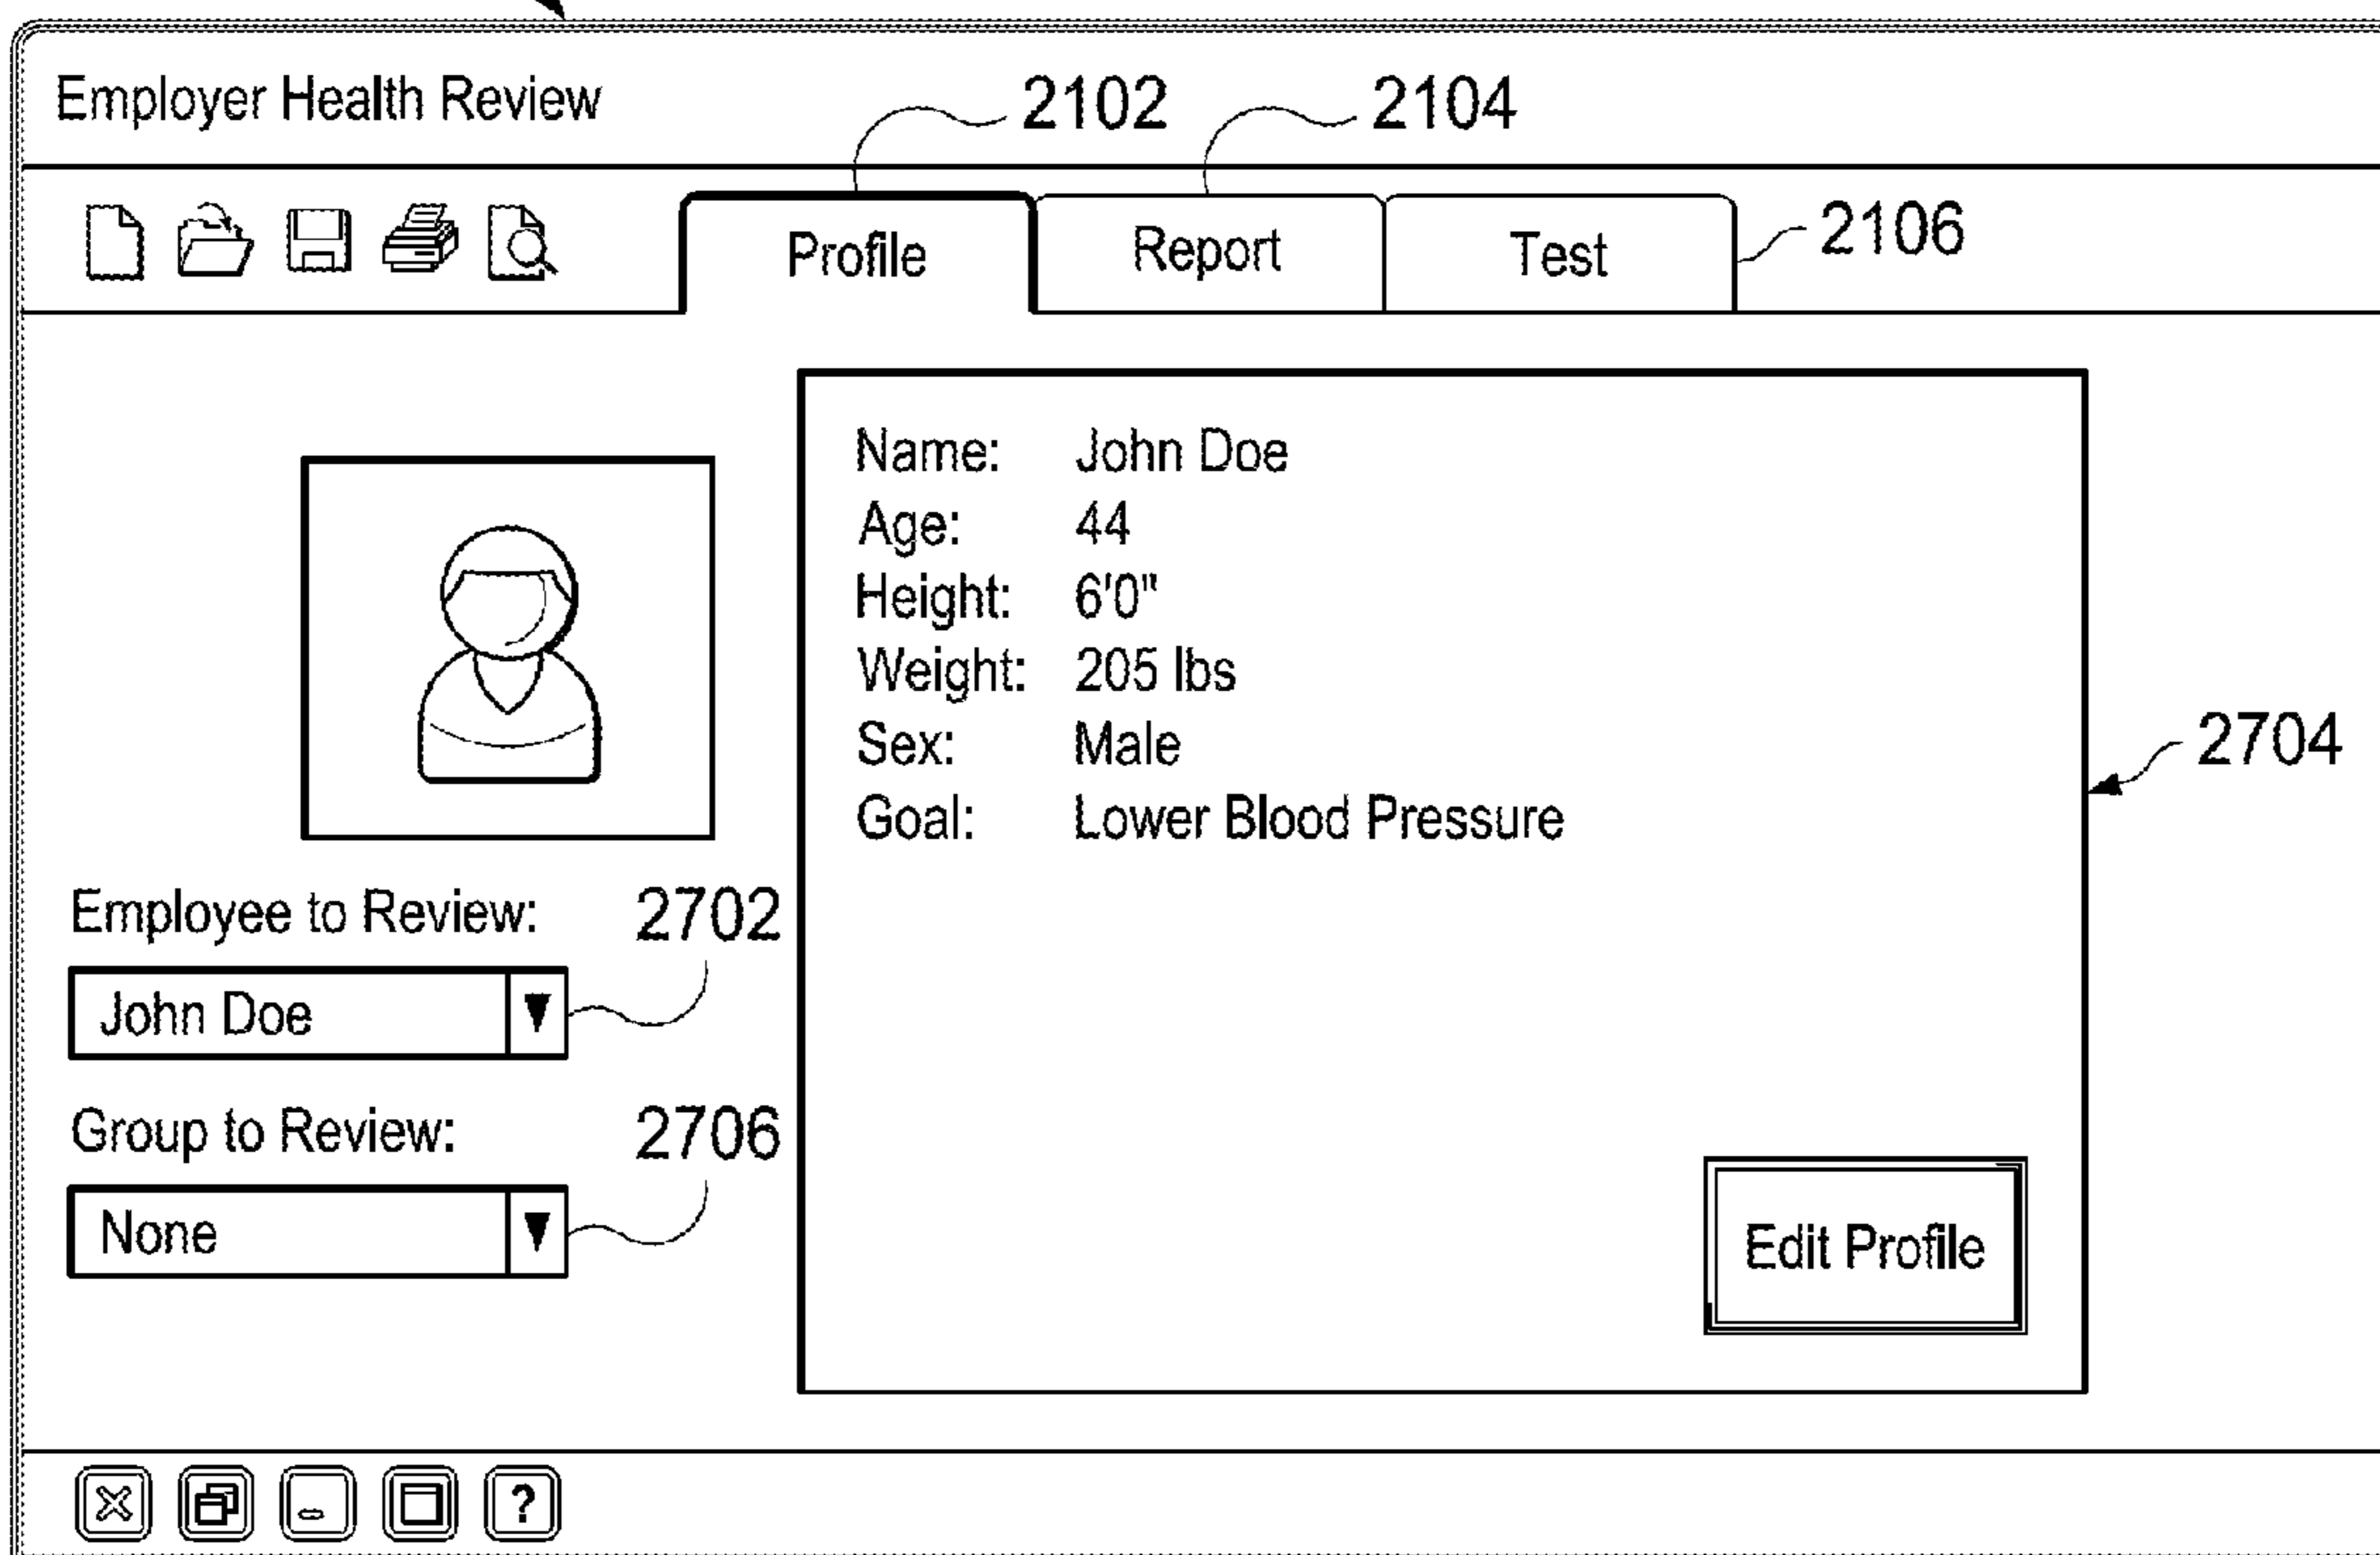 Employer Health Review
2102
2104
Profile
Report
Test
2106
Name: John Doe
Age: 44
Height: 6'0"
Weight: 205 lbs
Sex: Male
Goal: Lower Blood Pressure
2704
Employee to Review:
2702
John Doe
Group to Review:
2706
None
Edit Profile
?